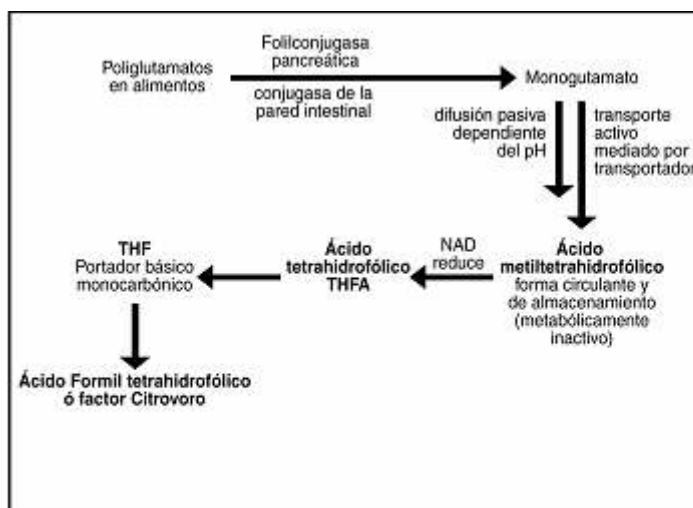 Folilconjugasa
pancreática
Poliglutamatos
en alimentos
conjugasa de la
pared intestinal
Monogutamato
difusión pasiva
dependiente
del pH
transporte
activo
mediado por
transportador
THF
Portador básico
monocarbónico
Ácido
tetrahidrofólico
THFA
NAD
reduce
Ácido
metiltetrahidrofólico
forma circulante y
de almacenamiento
(metabólicamente
inactivo)
Ácido Formil tetrahidrofólico
ó factor Citrovoro